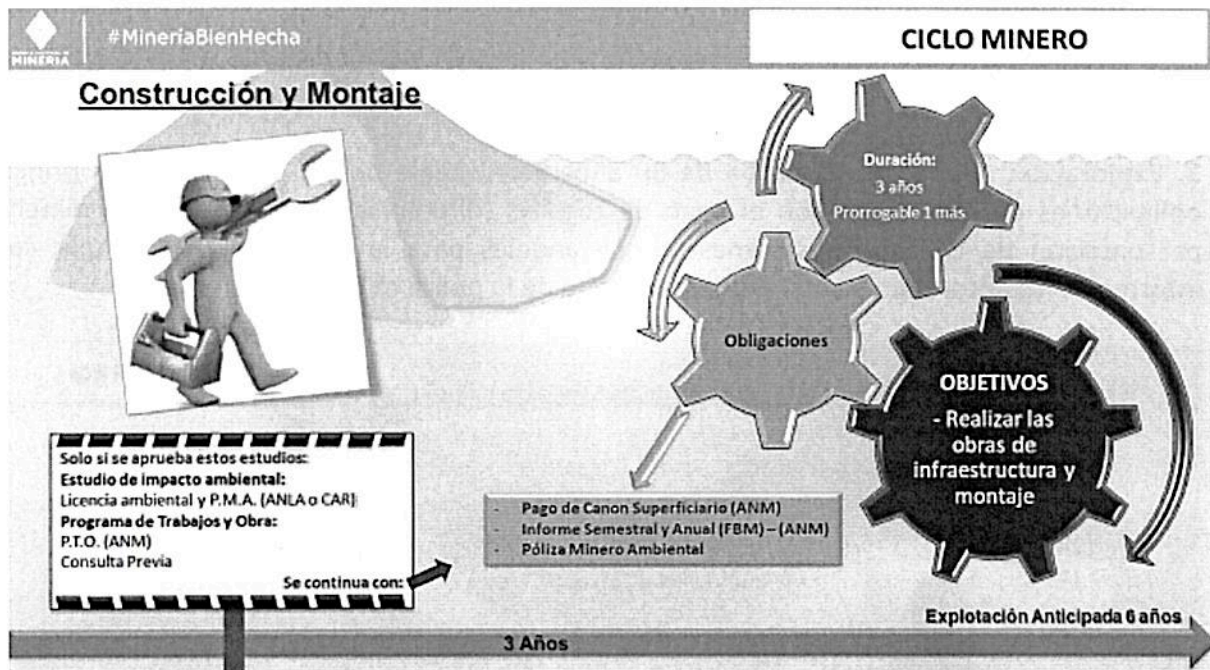 MINERÍA
#MineríaBienHecha
CICLO MINERO
Construcción y Montaje
Duración:
3 años
Prorrogable 1 más
Obligaciones
OBJETIVOS
- Realizar las
obras de
infraestructura y
montaje
Solo si se aprueba estos estudios:
Estudio de impacto ambiental:
Licencia ambiental y P.M.A. (ANLA o CAR)
Programa de Trabajos y Obra:
P.T.O. (ANM)
Consulta Previa
Se continua con:
- Pago de Canon Superficiario (ANM)
- Informe Semestral y Anual (FBM) – (ANM)
- Póliza Minero Ambiental
Explotación Anticipada 6 años
3 Años